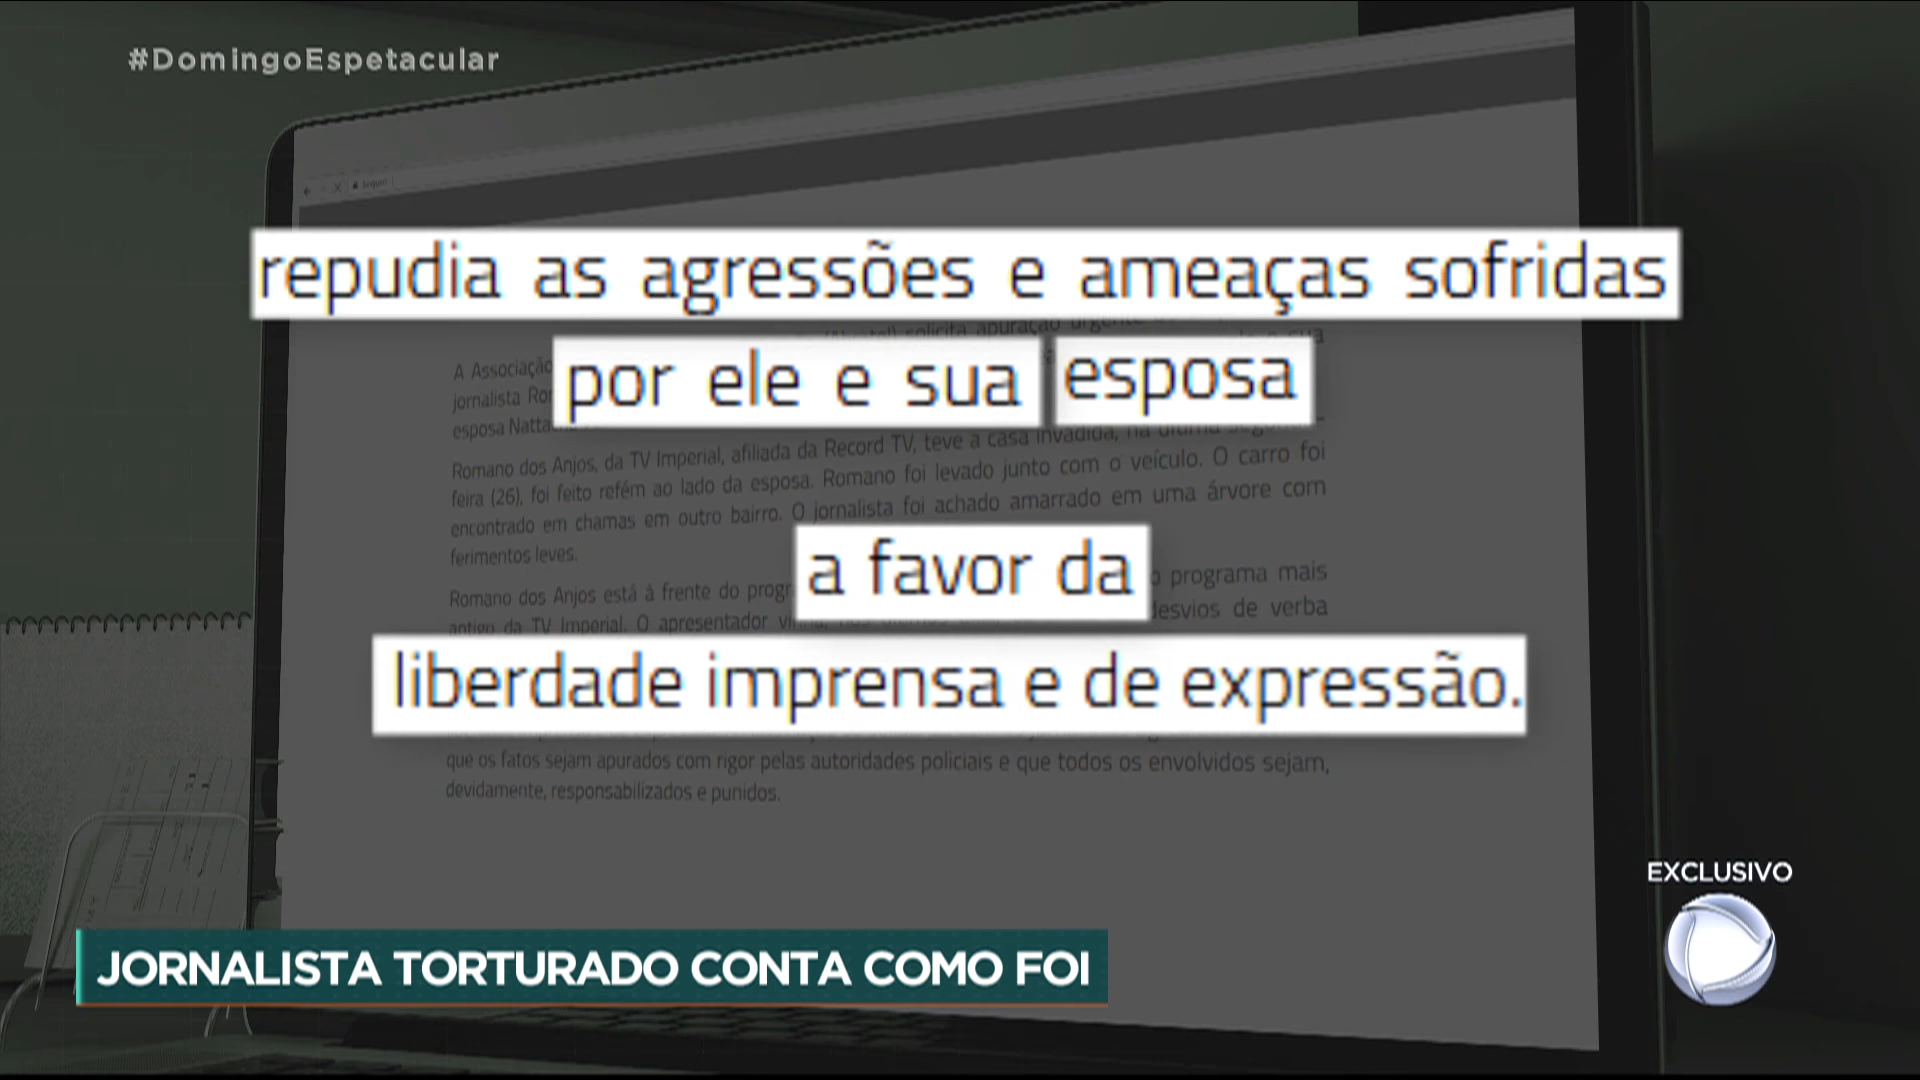 #DomingoEspetacular
repudia as agressões e ameaças sofridas
solicita apuração
A Associação
por ele e sua esposa
jornalista
esposa
Romano dos Anjos, da TV Imperial, afiliada da Record TV, teve a casa invadida, na última
feira (26), foi feito refém ao lado da esposa. Romano foi levado junto com o veículo. O carro foi
encontrado em chamas em outro bairro. O jornalista foi achado amarrado em uma árvore com
ferimentos leves.
a favor da
Romano dos Anjos está à frente do programa mais
antigo da TV Imperial. O apresentador desvios de verba
liberdade imprensa e de expressão.
que os fatos sejam apurados com rigor pelas autoridades policiais e que todos os envolvidos sejam,
devidamente, responsabilizados e punidos.
EXCLUSIVO
JORNALISTA TORTURADO CONTA COMO FOI